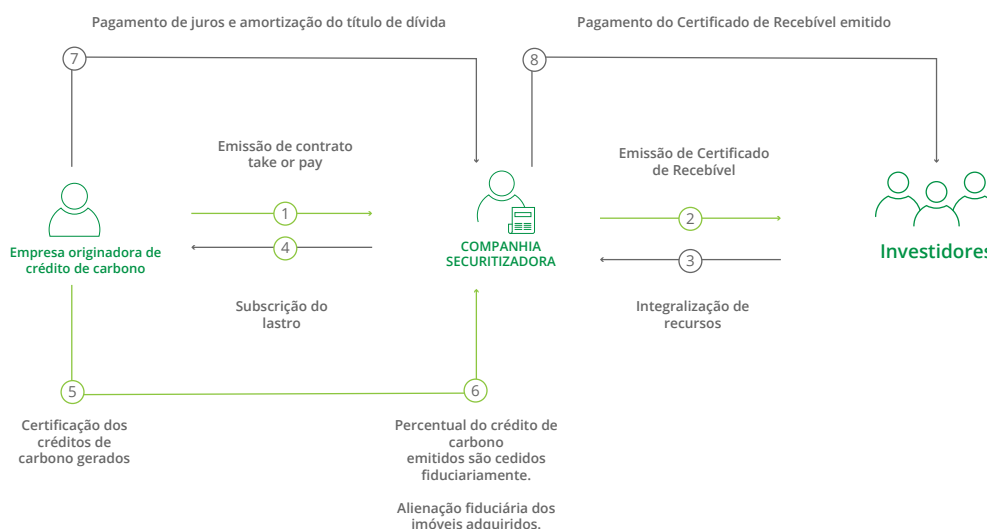 Pagamento de juros e amortização do título de dívida
Pagamento do Certificado de Recebível emitido
7
8
Emissão de contrato
take or pay
Emissão de Certificado
de Recebível
1
2
4
3
Empresa originadora de
crédito de carbono
COMPANHIA
SECURITIZADORA
Investidores
Subscrição do
lastro
Integralização de
recursos
5
6
Certificação dos
créditos de
carbono gerados
Percentual do crédito de
carbono
emitidos são cedidos
fiduciariamente.
Alienação fiduciária dos
imóveis adquiridos.